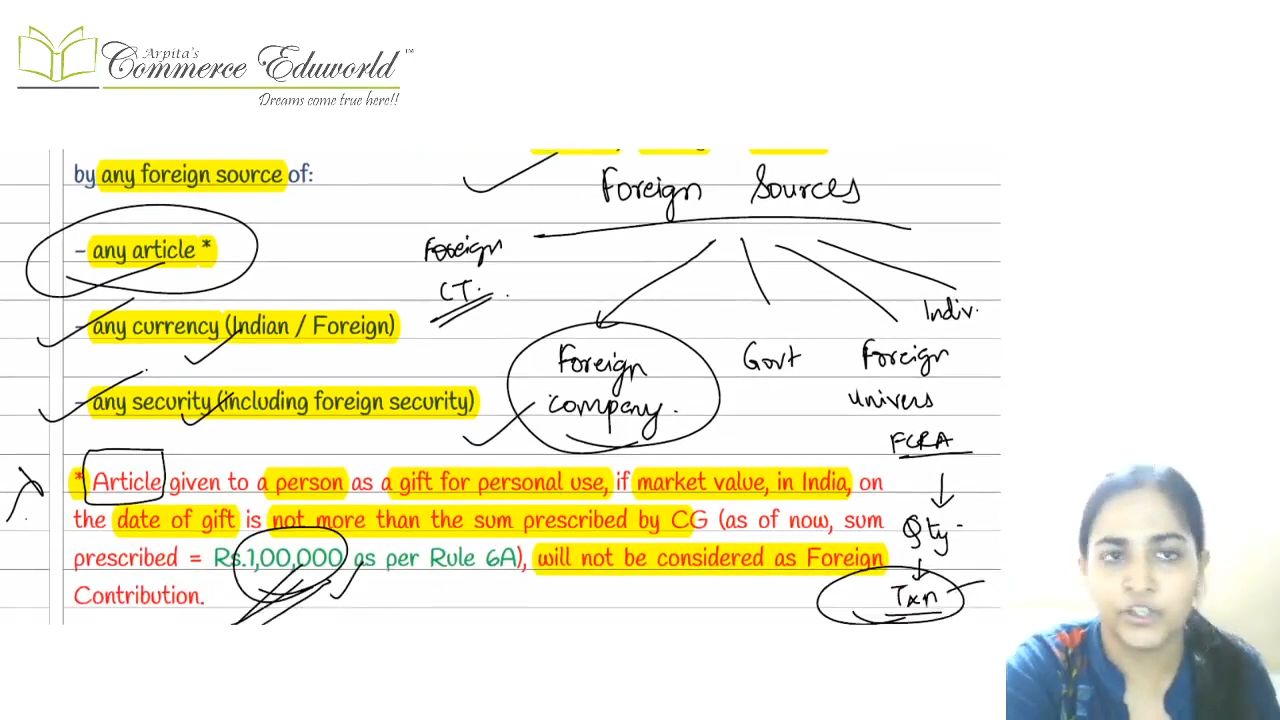 Arpita's
Commerce Eduworld™
Dreams come true here!!
by any foreign source of:
- any article *
- any currency (Indian / Foreign)
- any security (including foreign security)
* Article given to a person as a gift for personal use, if market value, in India, on
the date of gift is not more than the sum prescribed by CG (as of now, sum
prescribed = Rs.1,00,000 as per Rule 6A), will not be considered as Foreign
Contribution.
Foreign Sources
Foreign
CT.
Foreign
company.
Govt
Foreign
univers
Indiv.
FCRA
Qty
Txn